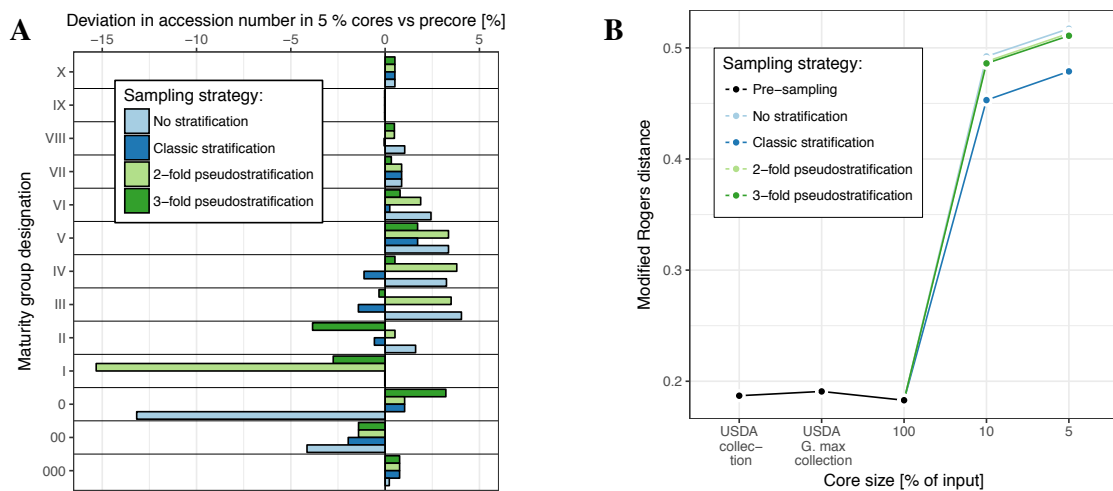 A
Deviation in accession number in 5 % cores vs precore [%]
−15
−10
−5
0
5
Maturity group designation
X
IX
VIII
VII
VI
V
IV
III
II
I
0
00
000
Sampling strategy:
No stratification
Classic stratification
2−fold pseudostratification
3−fold pseudostratification
B
Modified Rogers distance
0.5
0.4
0.3
0.2
Sampling strategy:
Pre−sampling
No stratification
Classic stratification
2−fold pseudostratification
3−fold pseudostratification
USDA
collec−
tion
USDA
G. max
collection
100
10
5
Core size [% of input]